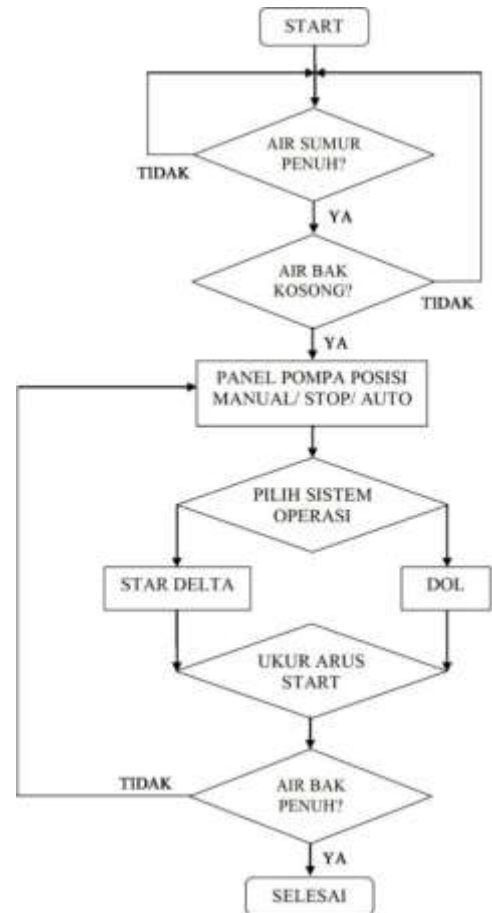 START
AIR SUMUR
PENUH?
TIDAK
YA
AIR BAK
KOSONG?
TIDAK
YA
PANEL POMPA POSISI
MANUAL/ STOP/ AUTO
PILIH SISTEM
OPERASI
STAR DELTA
DOL
UKUR ARUS
START
TIDAK
AIR BAK
PENUH?
YA
SELESAI